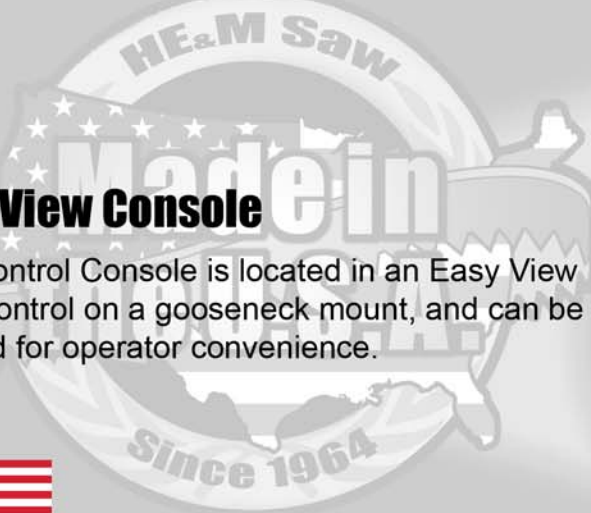 HE&M Saw
Made in
the U.S.A.
View Console
ontrol Console is located in an Easy View
ontrol on a gooseneck mount, and can be
d for operator convenience.
Since 1964